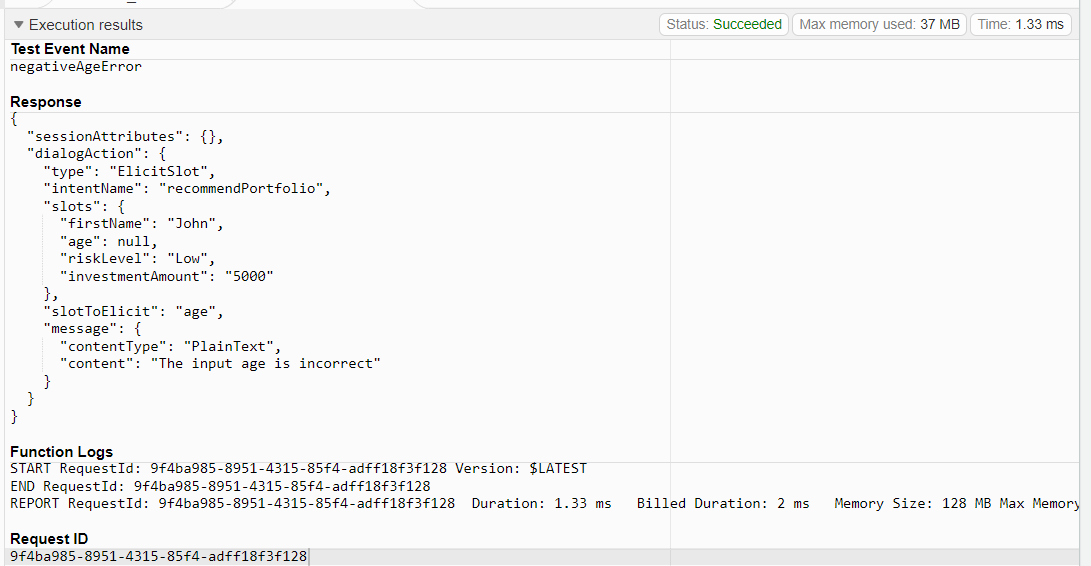 ▼ Execution results
Status: Succeeded
Max memory used: 37 MB
Time: 1.33 ms
Test Event Name
negativeAgeError
Response
{
  "sessionAttributes": {},
  "dialogAction": {
    "type": "ElicitSlot",
    "intentName": "recommendPortfolio",
    "slots": {
      "firstName": "John",
      "age": null,
      "riskLevel": "Low",
      "investmentAmount": "5000"
    },
    "slotToElicit": "age",
    "message": {
      "contentType": "PlainText",
      "content": "The input age is incorrect"
    }
  }
}
Function Logs
START RequestId: 9f4ba985-8951-4315-85f4-adff18f3f128 Version: $LATEST
END RequestId: 9f4ba985-8951-4315-85f4-adff18f3f128
REPORT RequestId: 9f4ba985-8951-4315-85f4-adff18f3f128  Duration: 1.33 ms   Billed Duration: 2 ms   Memory Size: 128 MB Max Memory
Request ID
9f4ba985-8951-4315-85f4-adff18f3f128